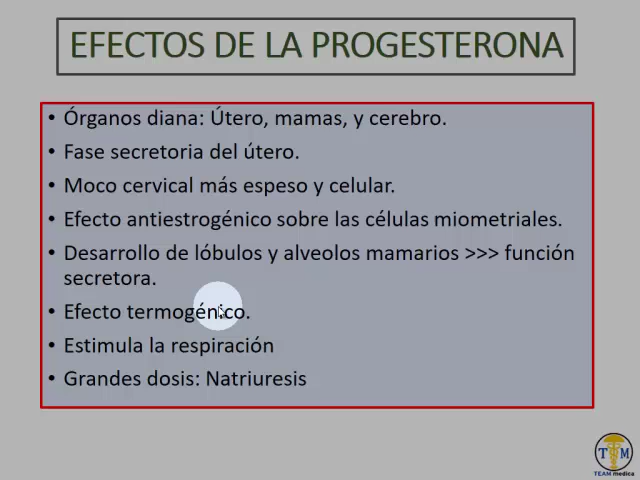 EFECTOS DE LA PROGESTERONA
• Órganos diana: Útero, mamas, y cerebro.
• Fase secretoria del útero.
• Moco cervical más espeso y celular.
• Efecto antiestrogénico sobre las células miometriales.
• Desarrollo de lóbulos y alveolos mamarios >>> función
secretora.
• Efecto termogénico.
• Estimula la respiración
• Grandes dosis: Natriuresis
T M
TEAM medica